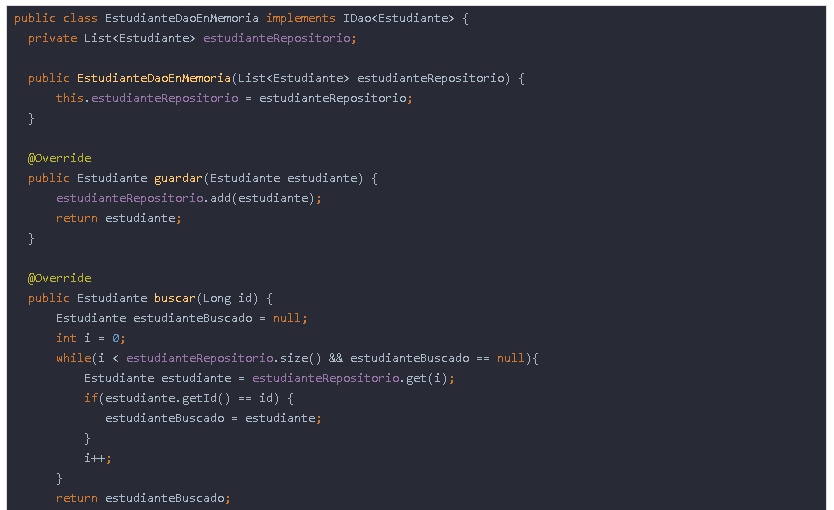 public class EstudianteDaoEnMemoria implements IDao<Estudiante> {
private List<Estudiante> estudianteRepositorio;
public EstudianteDaoEnMemoria(List<Estudiante> estudianteRepositorio) {
this.estudianteRepositorio = estudianteRepositorio;
}
@Override
public Estudiante guardar(Estudiante estudiante) {
estudianteRepositorio.add(estudiante);
return estudiante;
}
@Override
public Estudiante buscar(Long id) {
Estudiante estudianteBuscado = null;
int i = 0;
while(i < estudianteRepositorio.size() && estudianteBuscado == null){
Estudiante estudiante = estudianteRepositorio.get(i);
if(estudiante.getId() == id) {
estudianteBuscado = estudiante;
}
i++;
}
return estudianteBuscado;